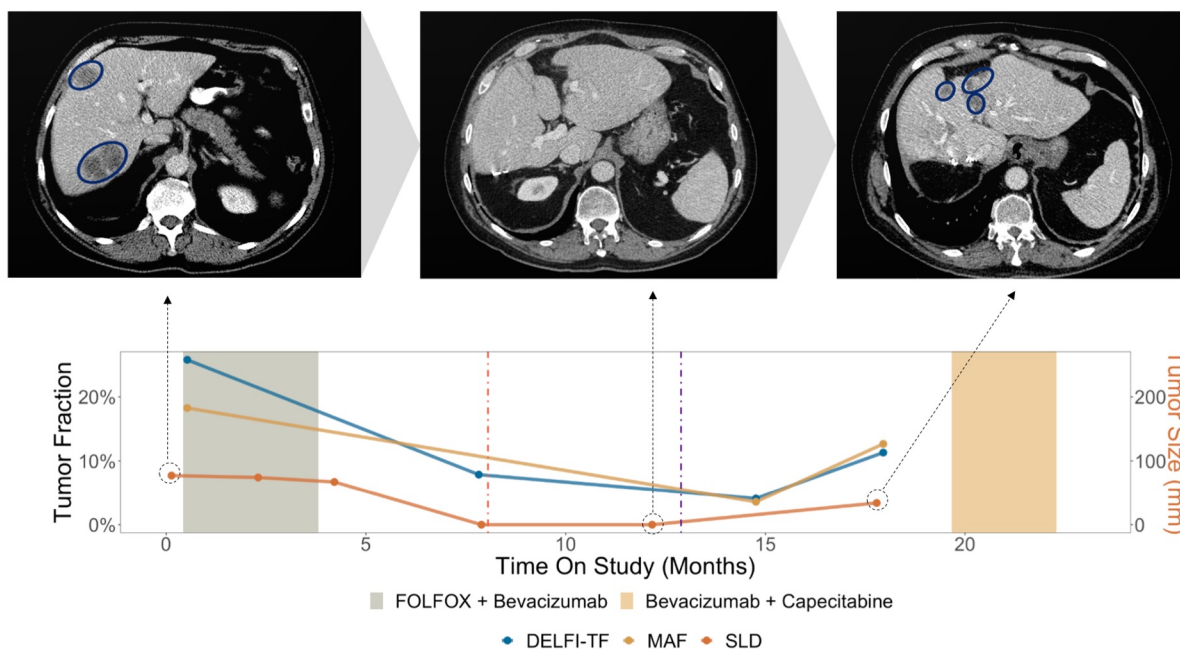 Tumor Fraction
20%
10%
0%
200
100
0
Tumor Size (mm)
0 5 10 15 20
Time On Study (Months)
FOLFOX + Bevacizumab Bevacizumab + Capecitabine
DELFI-TF MAF SLD